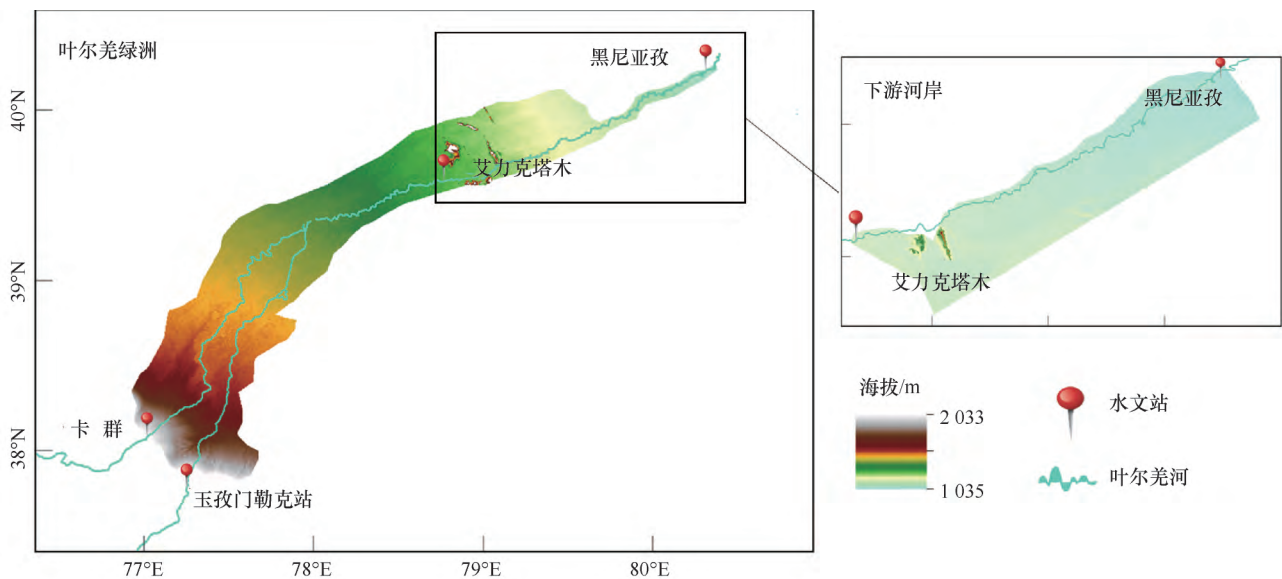 叶尔羌绿洲
黑尼亚孜
艾力克塔木
卡 群
玉孜门勒克站
40°N
39°N
38°N
77°E
78°E
79°E
80°E
下游河岸
黑尼亚孜
艾力克塔木
海拔/m
2 033
1 035
水文站
叶尔羌河